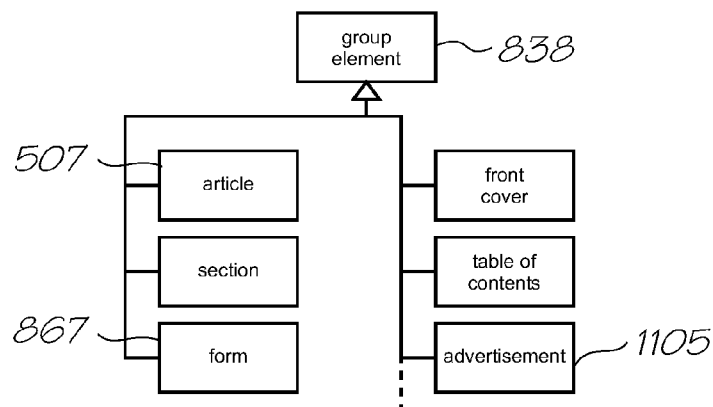 group
element
838
507
article
front
cover
section
table of
contents
867
form
advertisement
1105